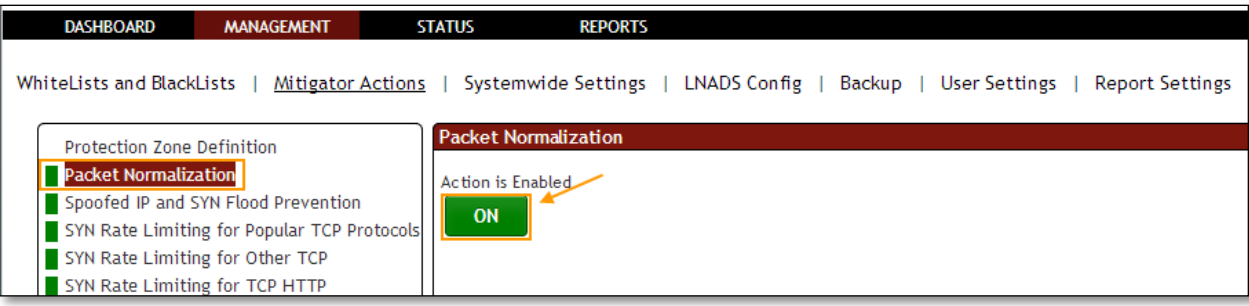 DASHBOARD MANAGEMENT STATUS REPORTS
WhiteLists and BlackLists | Mitigator Actions | Systemwide Settings | LNADS Config | Backup | User Settings | Report Settings
Protection Zone Definition
Packet Normalization
Spoofed IP and SYN Flood Prevention
SYN Rate Limiting for Popular TCP Protocols
SYN Rate Limiting for Other TCP
SYN Rate Limiting for TCP HTTP
Packet Normalization
Action is Enabled
ON